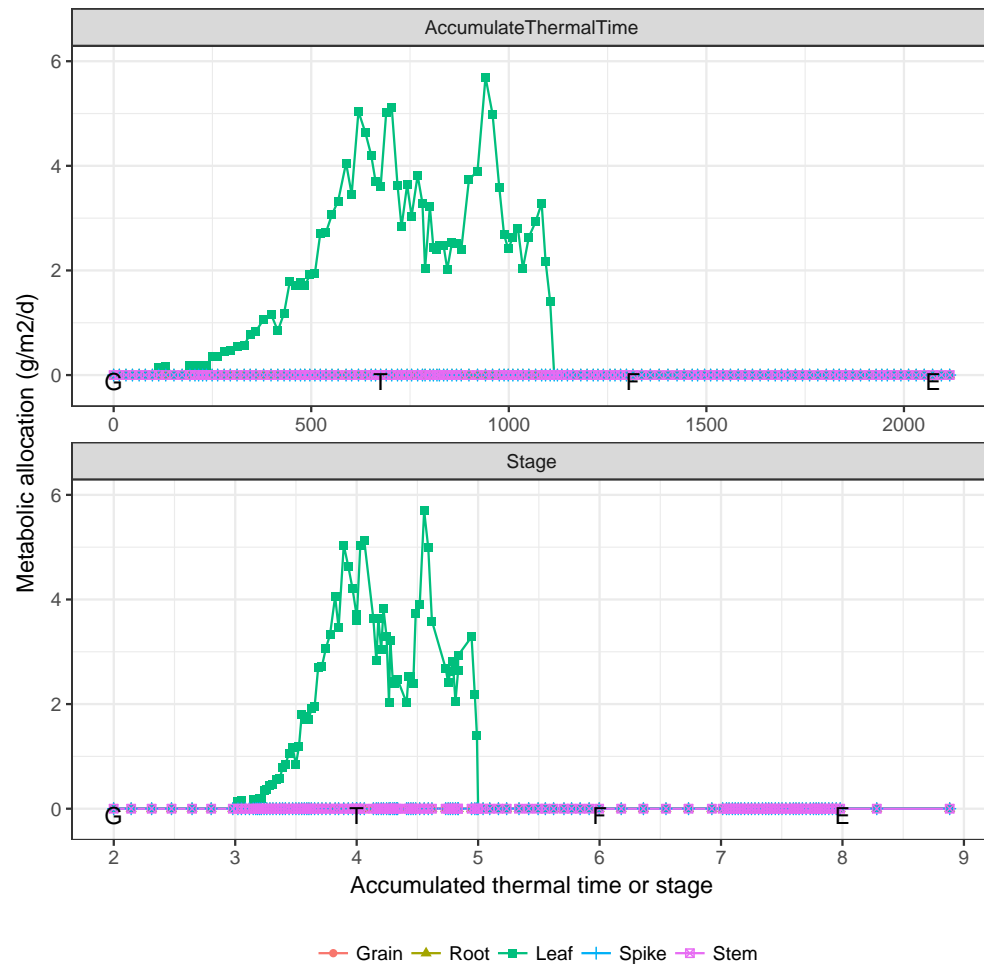 AccumulateThermalTime
6
4
2
0
G T F E
0 500 1000 1500 2000
Metabolic allocation (g/m2/d)
Stage
6
4
2
0
G T F E
2 3 4 5 6 7 8 9
Accumulated thermal time or stage
Grain Root Leaf Spike Stem